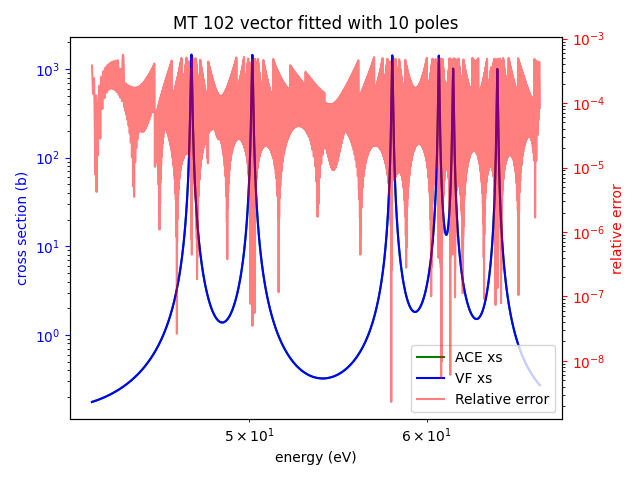 MT 102 vector fitted with 10 poles
10³
10²
10¹
10⁰
cross section (b)
10⁻³
10⁻⁴
10⁻⁵
10⁻⁶
10⁻⁷
10⁻⁸
relative error
ACE xs
VF xs
Relative error
5 × 10¹
6 × 10¹
energy (eV)